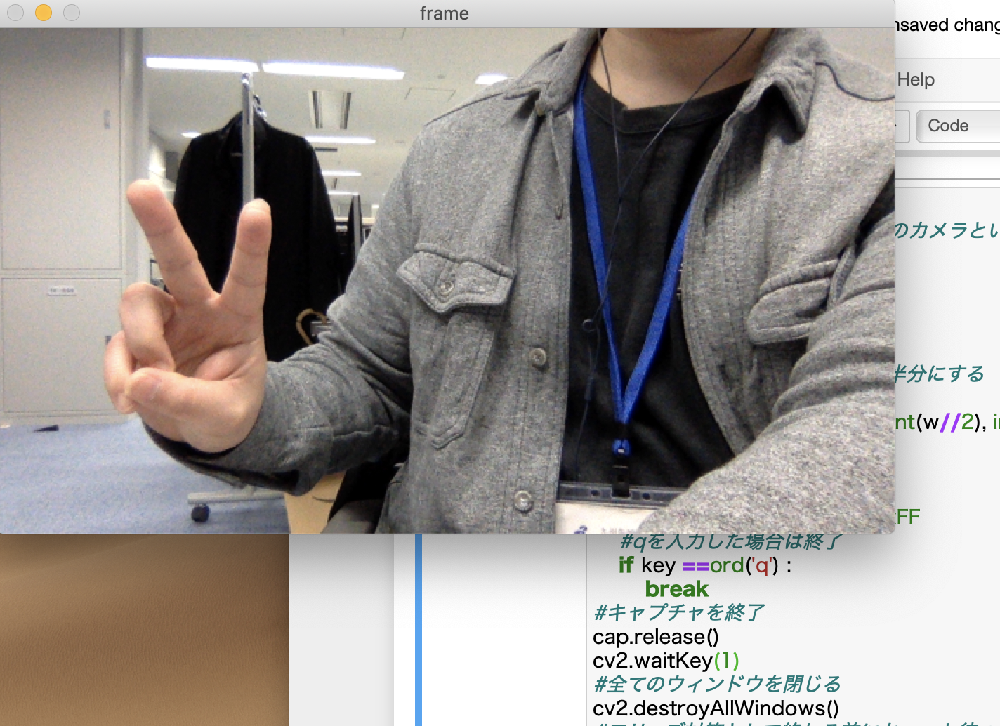 frame
nsaved chang
Help
Code
のカメラとい
半分にする
nt(w//2), i
FF
#qを入力した場合は終了
if key ==ord('q') :
break
#キャプチャを終了
cap.release()
cv2.waitKey(1)
#全てのウィンドウを閉じる
cv2.destroyAllWindows()